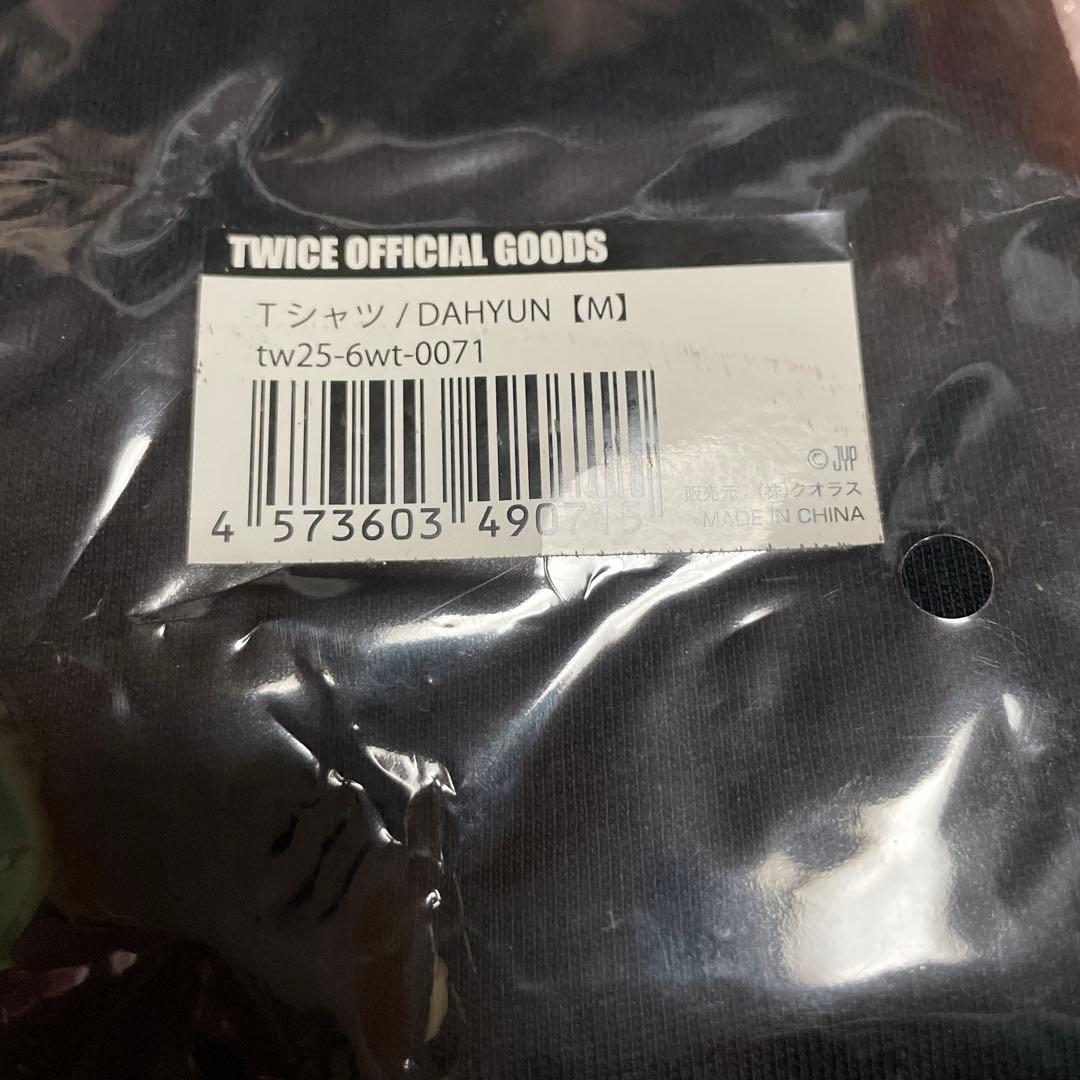 TWICE OFFICIAL GOODS
Tシャツ / DAHYUN【M】
tw25-6wt-0071
4 573603 490715
© JYP
販売元：(株)クオラス
MADE IN CHINA